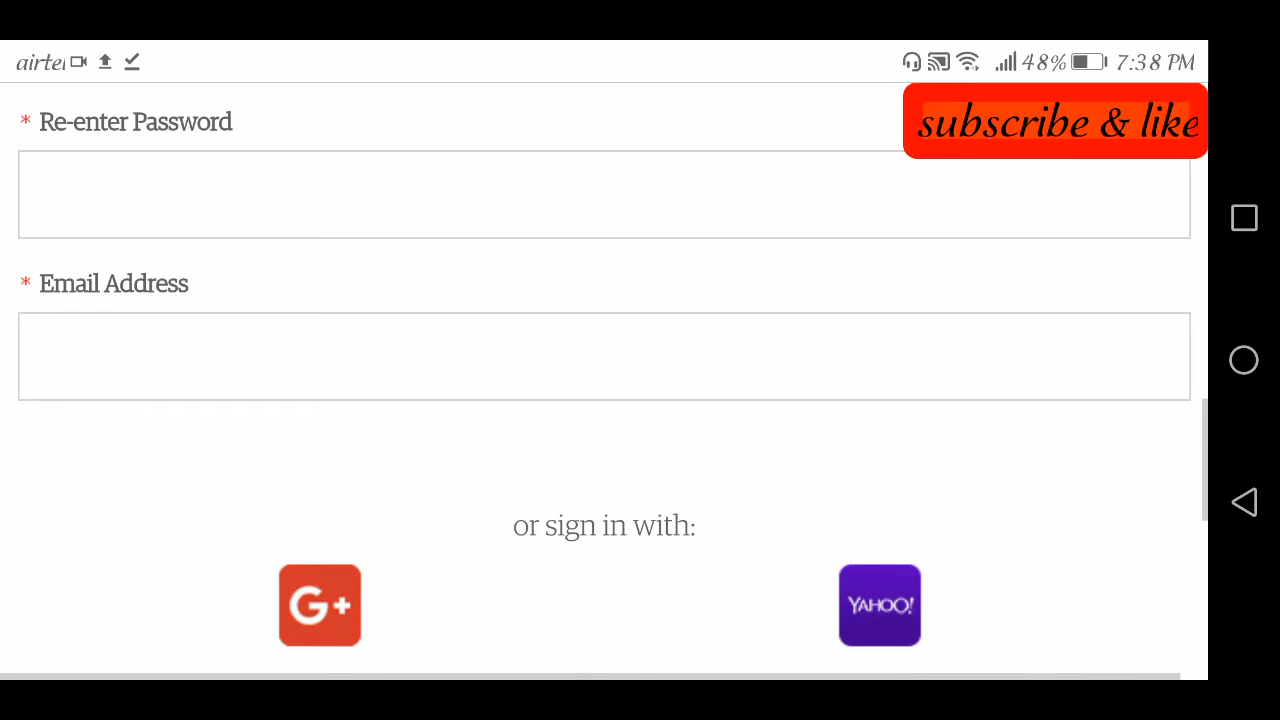 airtel 48% 7:38 PM
* Re-enter Password
subscribe & like
* Email Address
or sign in with:
G+ YAHOO!